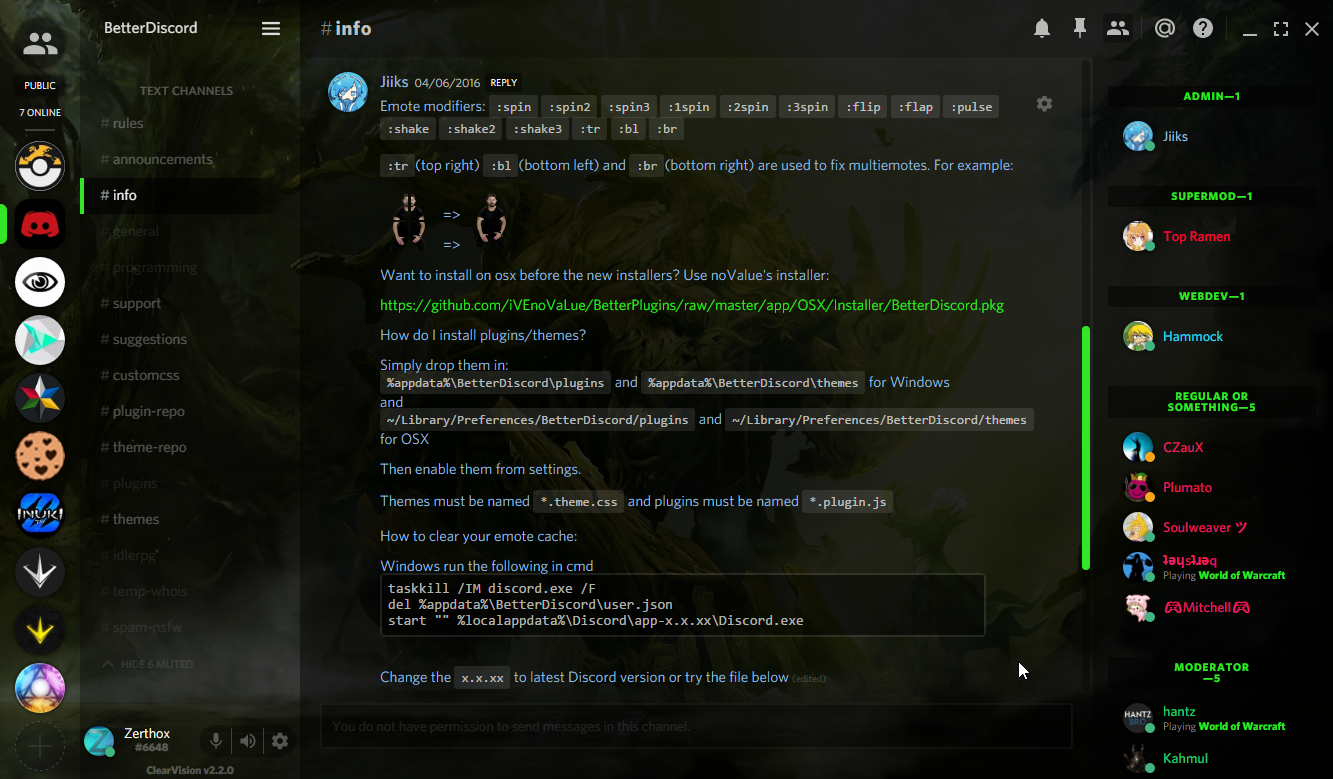 BetterDiscord
PUBLIC
7 ONLINE
TEXT CHANNELS
# rules
# announcements
# info
# general
# programming
# support
# suggestions
# customcss
# plugin-repo
# theme-repo
# plugins
# themes
# idlerpg
# temp-whois
# spam-nsfw
HIDE 6 MUTED
Zerthox
#6648
ClearVision v2.2.0
# info
Jiiks 04/06/2016 REPLY
Emote modifiers: :spin :spin2 :spin3 :1spin :2spin :3spin :flip :flap :pulse
:shake :shake2 :shake3 :tr :bl :br
:tr (top right) :bl (bottom left) and :br (bottom right) are used to fix multiemotes. For example:
=>
=>
Want to install on osx before the new installers? Use noValue's installer:
https://github.com/iVEnoVaLue/BetterPlugins/raw/master/app/OSX/Installer/BetterDiscord.pkg
How do I install plugins/themes?
Simply drop them in:
%appdata%\BetterDiscord\plugins and %appdata%\BetterDiscord\themes for Windows
and
~/Library/Preferences/BetterDiscord/plugins and ~/Library/Preferences/BetterDiscord/themes
for OSX
Then enable them from settings.
Themes must be named *.theme.css and plugins must be named *.plugin.js
How to clear your emote cache:
Windows run the following in cmd
taskkill /IM discord.exe /F
del %appdata%\BetterDiscord\user.json
start "" %localappdata%\Discord\app-x.x.xx\Discord.exe
Change the x.x.xx to latest Discord version or try the file below (edited)
You do not have permission to send messages in this channel.
ADMIN—1
Jiiks
SUPERMOD—1
Top Ramen
WEBDEV—1
Hammock
REGULAR OR
SOMETHING—5
CZauX
Plumato
Soulweaver ツ
Playing World of Warcraft
Mitchell
MODERATOR
—5
HANTZ
BRO
hantz
Playing World of Warcraft
Kahmul